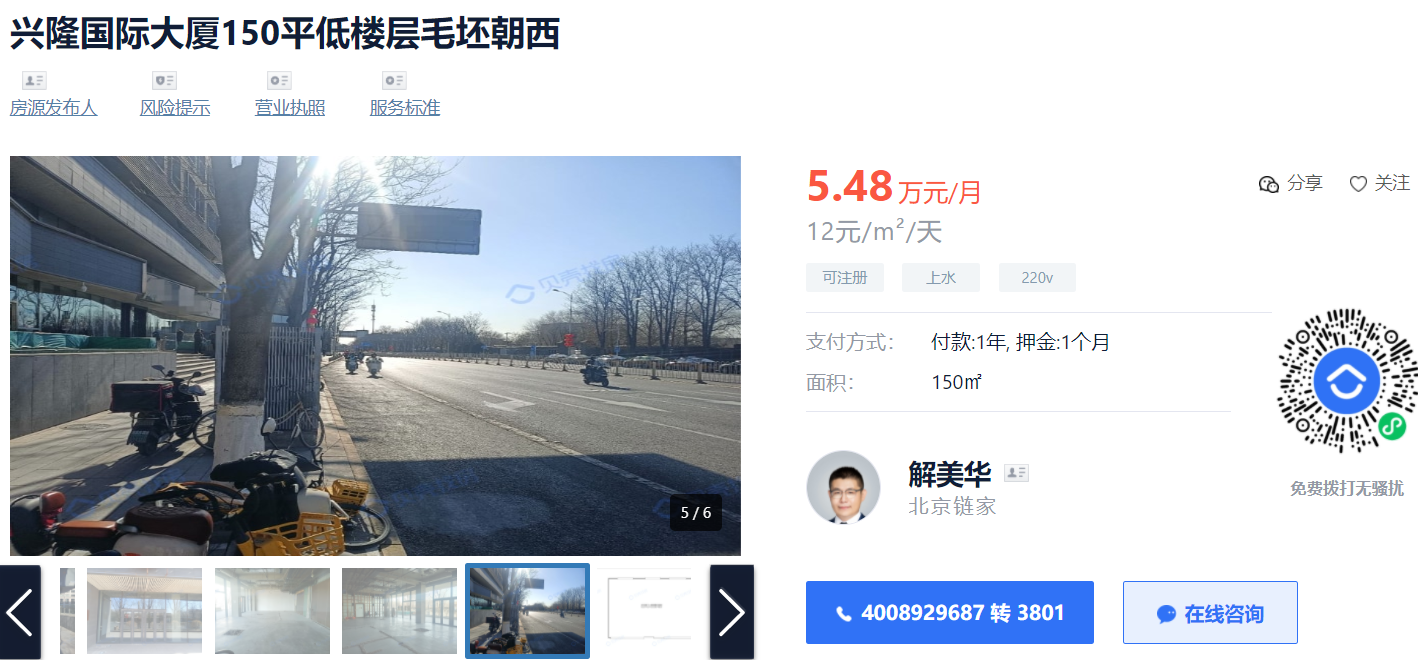 兴隆国际大厦150平低楼层毛坯朝西
房源发布人
风险提示
营业执照
服务标准
5.48 万元/月
分享
关注
12元/m²/天
可注册
上水
220v
支付方式：
付款:1年, 押金:1个月
面积：
150㎡
解美华
北京链家
免费拨打无骚扰
5 / 6
4008929687 转 3801
在线咨询